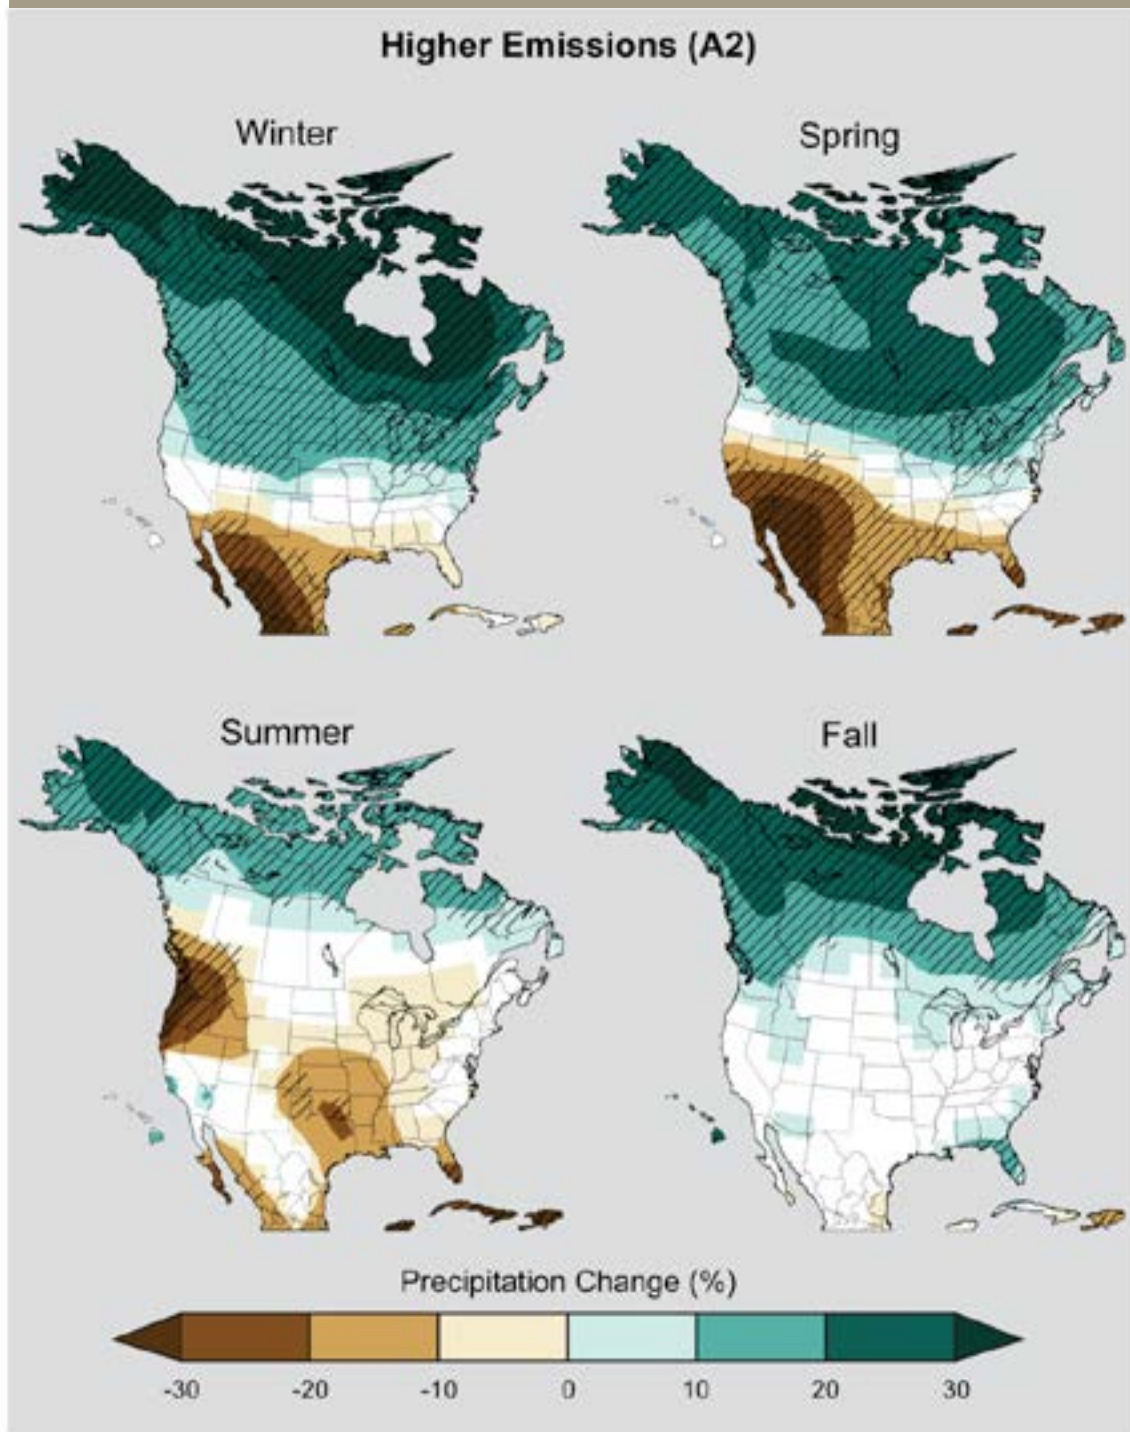 Higher Emissions (A2)
Winter
Spring
Summer
Fall
Precipitation Change (%)
-30 -20 -10 0 10 20 30